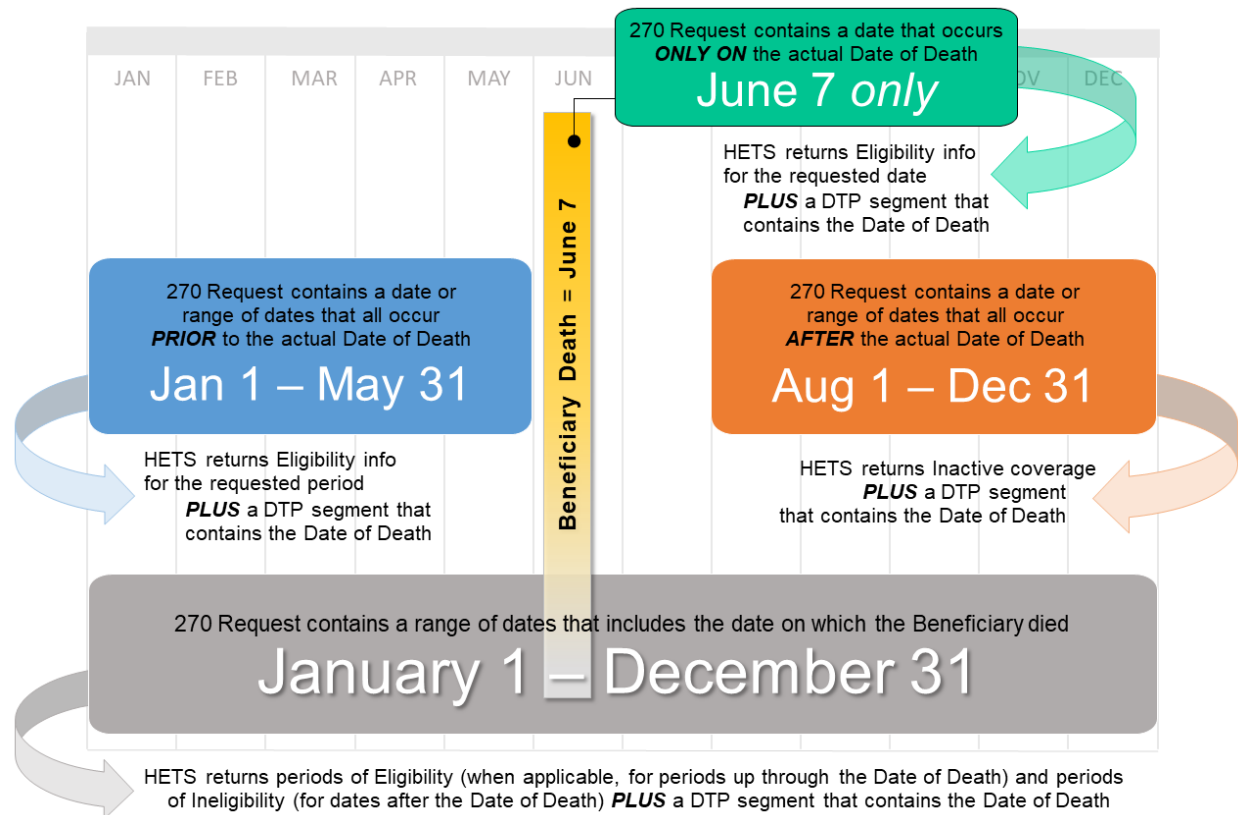 270 Request contains a date that occurs
ONLY ON the actual Date of Death
June 7 only
JAN
FEB
MAR
APR
MAY
JUN
DEC
HETS returns Eligibility info
for the requested date
PLUS a DTP segment that
contains the Date of Death
Beneficiary Death = June 7
270 Request contains a date or
range of dates that all occur
PRIOR to the actual Date of Death
Jan 1 – May 31
270 Request contains a date or
range of dates that all occur
AFTER the actual Date of Death
Aug 1 – Dec 31
HETS returns Eligibility info
for the requested period
PLUS a DTP segment that
contains the Date of Death
HETS returns Inactive coverage
PLUS a DTP segment
that contains the Date of Death
270 Request contains a range of dates that includes the date on which the Beneficiary died
January 1 – December 31
HETS returns periods of Eligibility (when applicable, for periods up through the Date of Death) and periods
of Ineligibility (for dates after the Date of Death) PLUS a DTP segment that contains the Date of Death